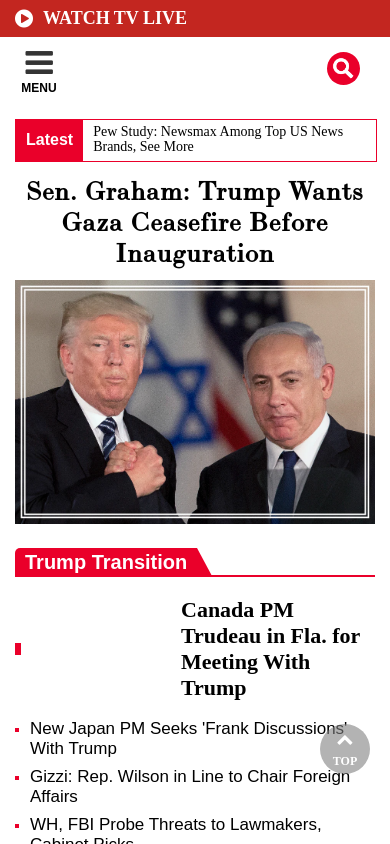 WATCH TV LIVE
MENU
Latest
Pew Study: Newsmax Among Top US News
Brands, See More
Sen. Graham: Trump Wants
Gaza Ceasefire Before
Inauguration
Trump Transition
Canada PM
Trudeau in Fla. for
Meeting With
Trump
New Japan PM Seeks 'Frank Discussions'
With Trump
Gizzi: Rep. Wilson in Line to Chair Foreign
Affairs
TOP
WH, FBI Probe Threats to Lawmakers,
Cabinet Picks